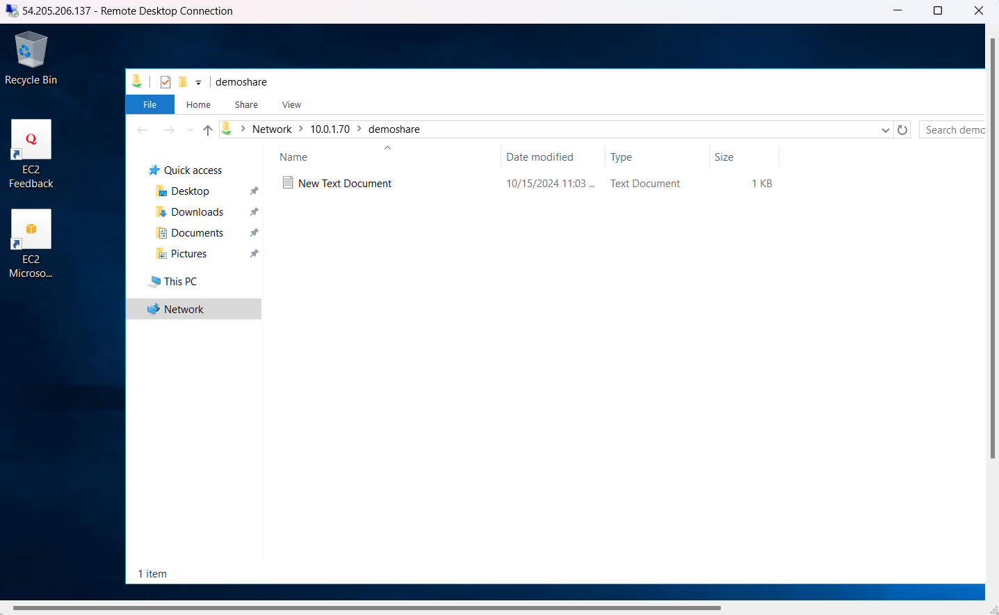 54.205.206.137 - Remote Desktop Connection
Recycle Bin
EC2
Feedback
EC2
Microso...
demoshare
File Home Share View
Network 10.0.1.70 demoshare
Search demo
Name Date modified Type Size
New Text Document 10/15/2024 11:03 ... Text Document 1 KB
Quick access
Desktop
Downloads
Documents
Pictures
This PC
Network
1 item
Q